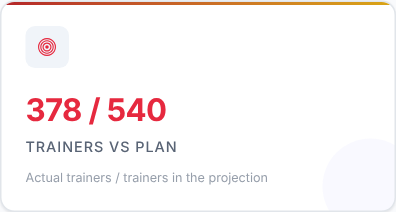 378 / 540
TRAINERS VS PLAN
Actual trainers / trainers in the projection